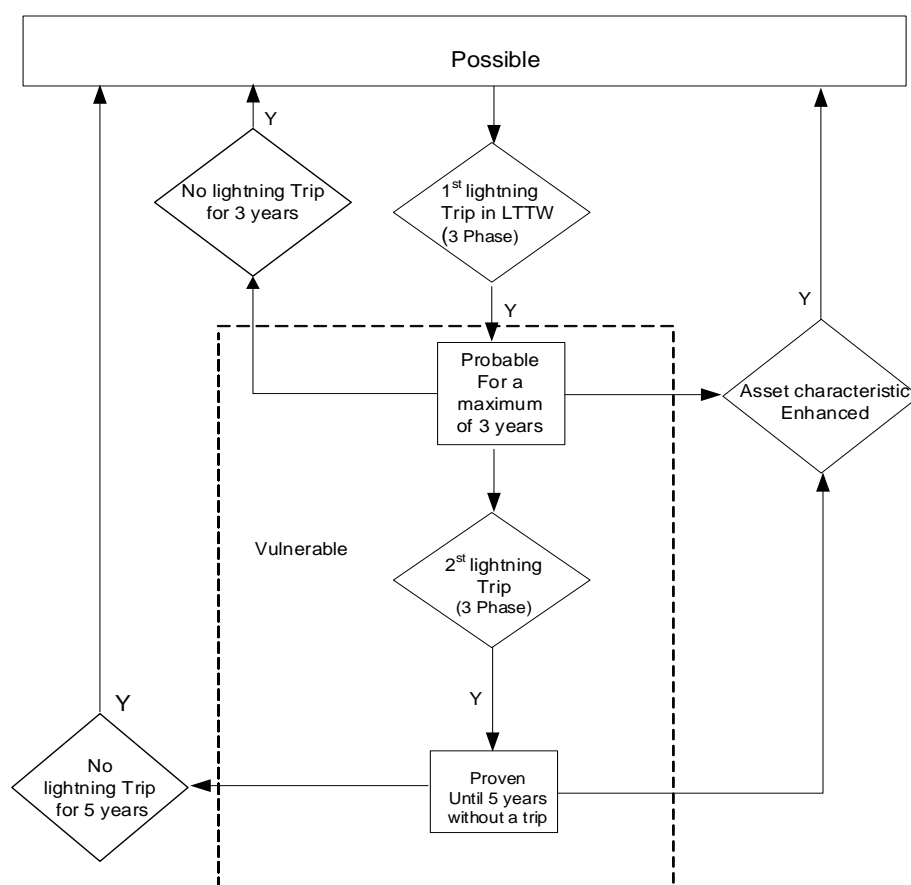 Possible
Y
Y
No lightning Trip
for 3 years
1st lightning
Trip in LTTW
(3 Phase)
Y
Y
Probable
For a
maximum
of 3 years
Asset characteristic
Enhanced
Vulnerable
2st lightning
Trip
(3 Phase)
Y
Y
No
lightning Trip
for 5 years
Proven
Until 5 years
without a trip